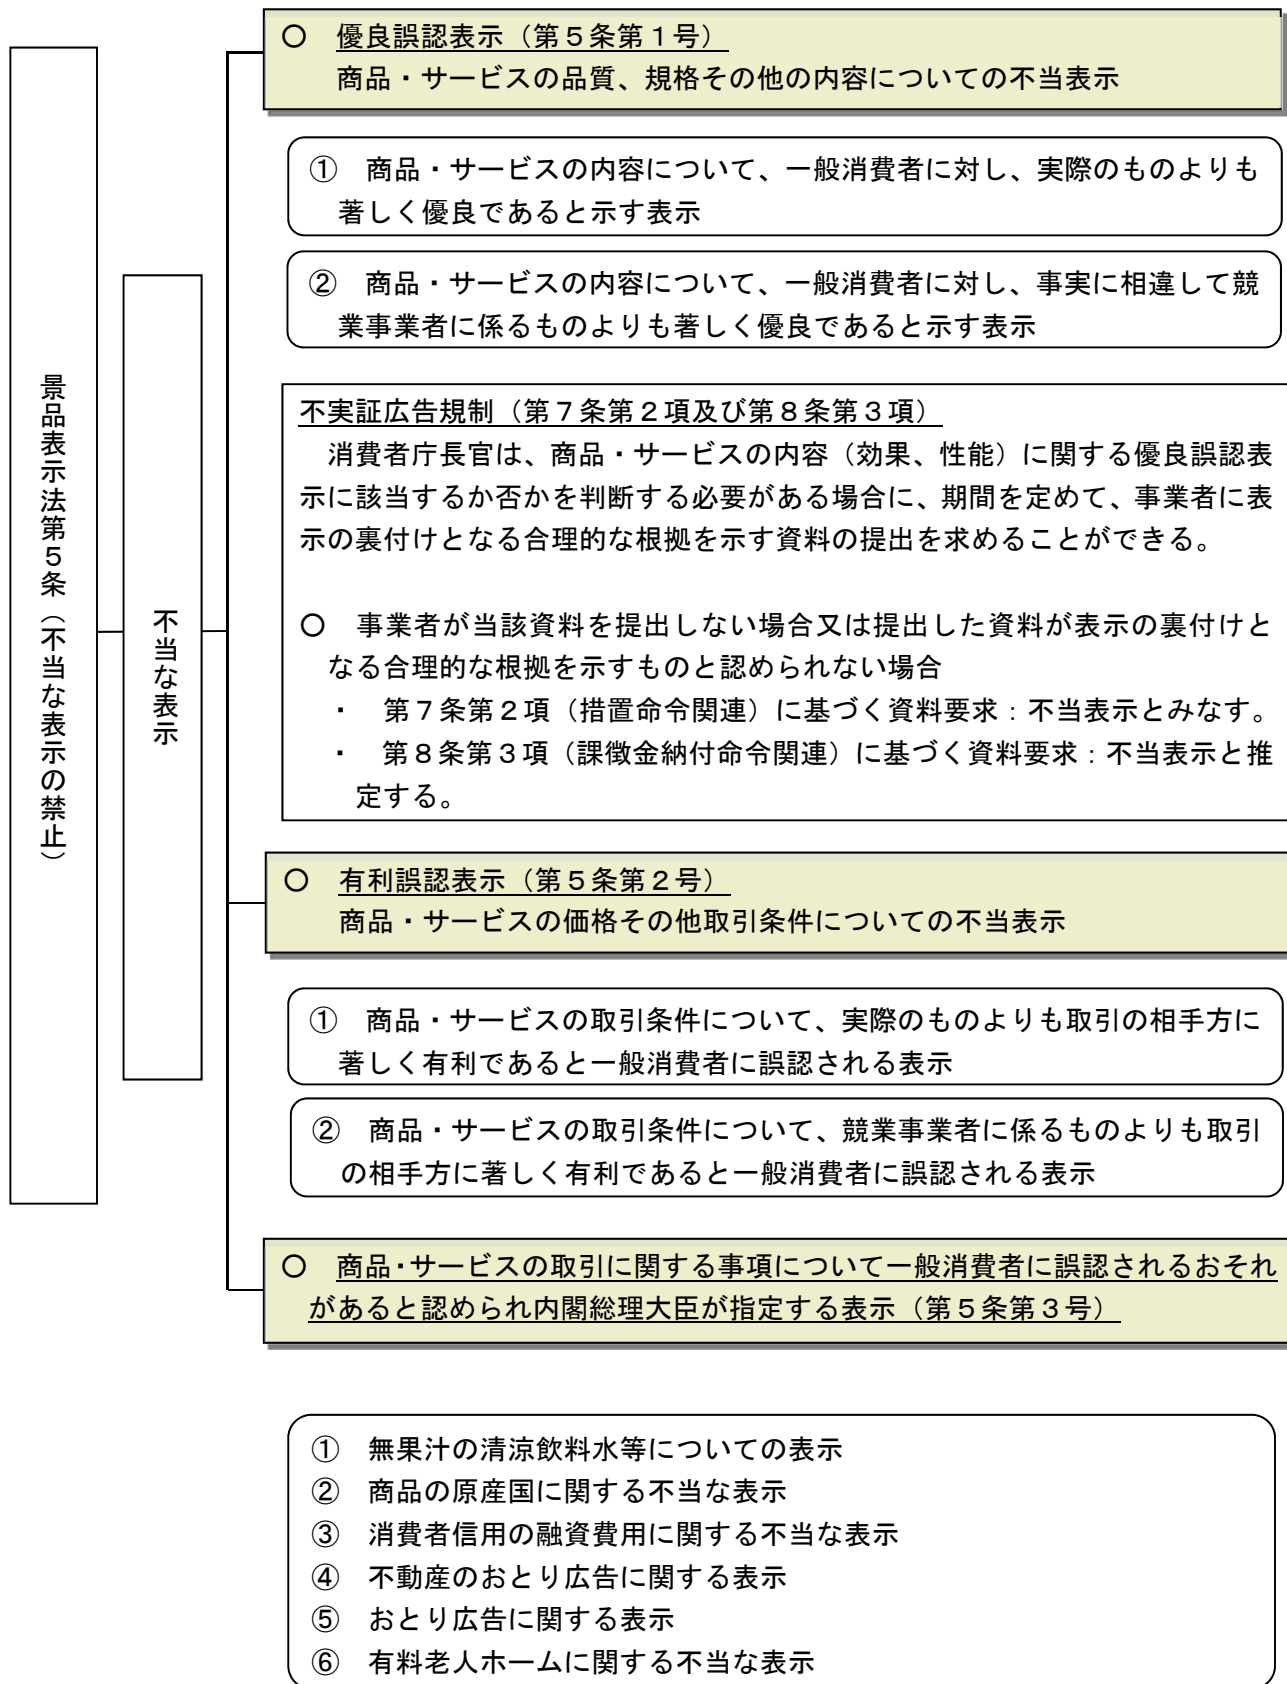 景品表示法第５条（不当な表示の禁止）
不当な表示
○　優良誤認表示（第５条第１号）
商品・サービスの品質、規格その他の内容についての不当表示
①　商品・サービスの内容について、一般消費者に対し、実際のものよりも
著しく優良であると示す表示
②　商品・サービスの内容について、一般消費者に対し、事実に相違して競
業事業者に係るものよりも著しく優良であると示す表示
不実証広告規制（第７条第２項及び第８条第３項）
消費者庁長官は、商品・サービスの内容（効果、性能）に関する優良誤認表
示に該当するか否かを判断する必要がある場合に、期間を定めて、事業者に表
示の裏付けとなる合理的な根拠を示す資料の提出を求めることができる。
○　事業者が当該資料を提出しない場合又は提出した資料が表示の裏付けと
なる合理的な根拠を示すものと認められない場合
・　第７条第２項（措置命令関連）に基づく資料要求：不当表示とみなす。
・　第８条第３項（課徴金納付命令関連）に基づく資料要求：不当表示と推
定する。
○　有利誤認表示（第５条第２号）
商品・サービスの価格その他取引条件についての不当表示
①　商品・サービスの取引条件について、実際のものよりも取引の相手方に
著しく有利であると一般消費者に誤認される表示
②　商品・サービスの取引条件について、競業事業者に係るものよりも取引
の相手方に著しく有利であると一般消費者に誤認される表示
○　商品・サービスの取引に関する事項について一般消費者に誤認されるおそれ
があると認められ内閣総理大臣が指定する表示（第５条第３号）
①　無果汁の清涼飲料水等についての表示
②　商品の原産国に関する不当な表示
③　消費者信用の融資費用に関する不当な表示
④　不動産のおとり広告に関する表示
⑤　おとり広告に関する表示
⑥　有料老人ホームに関する不当な表示